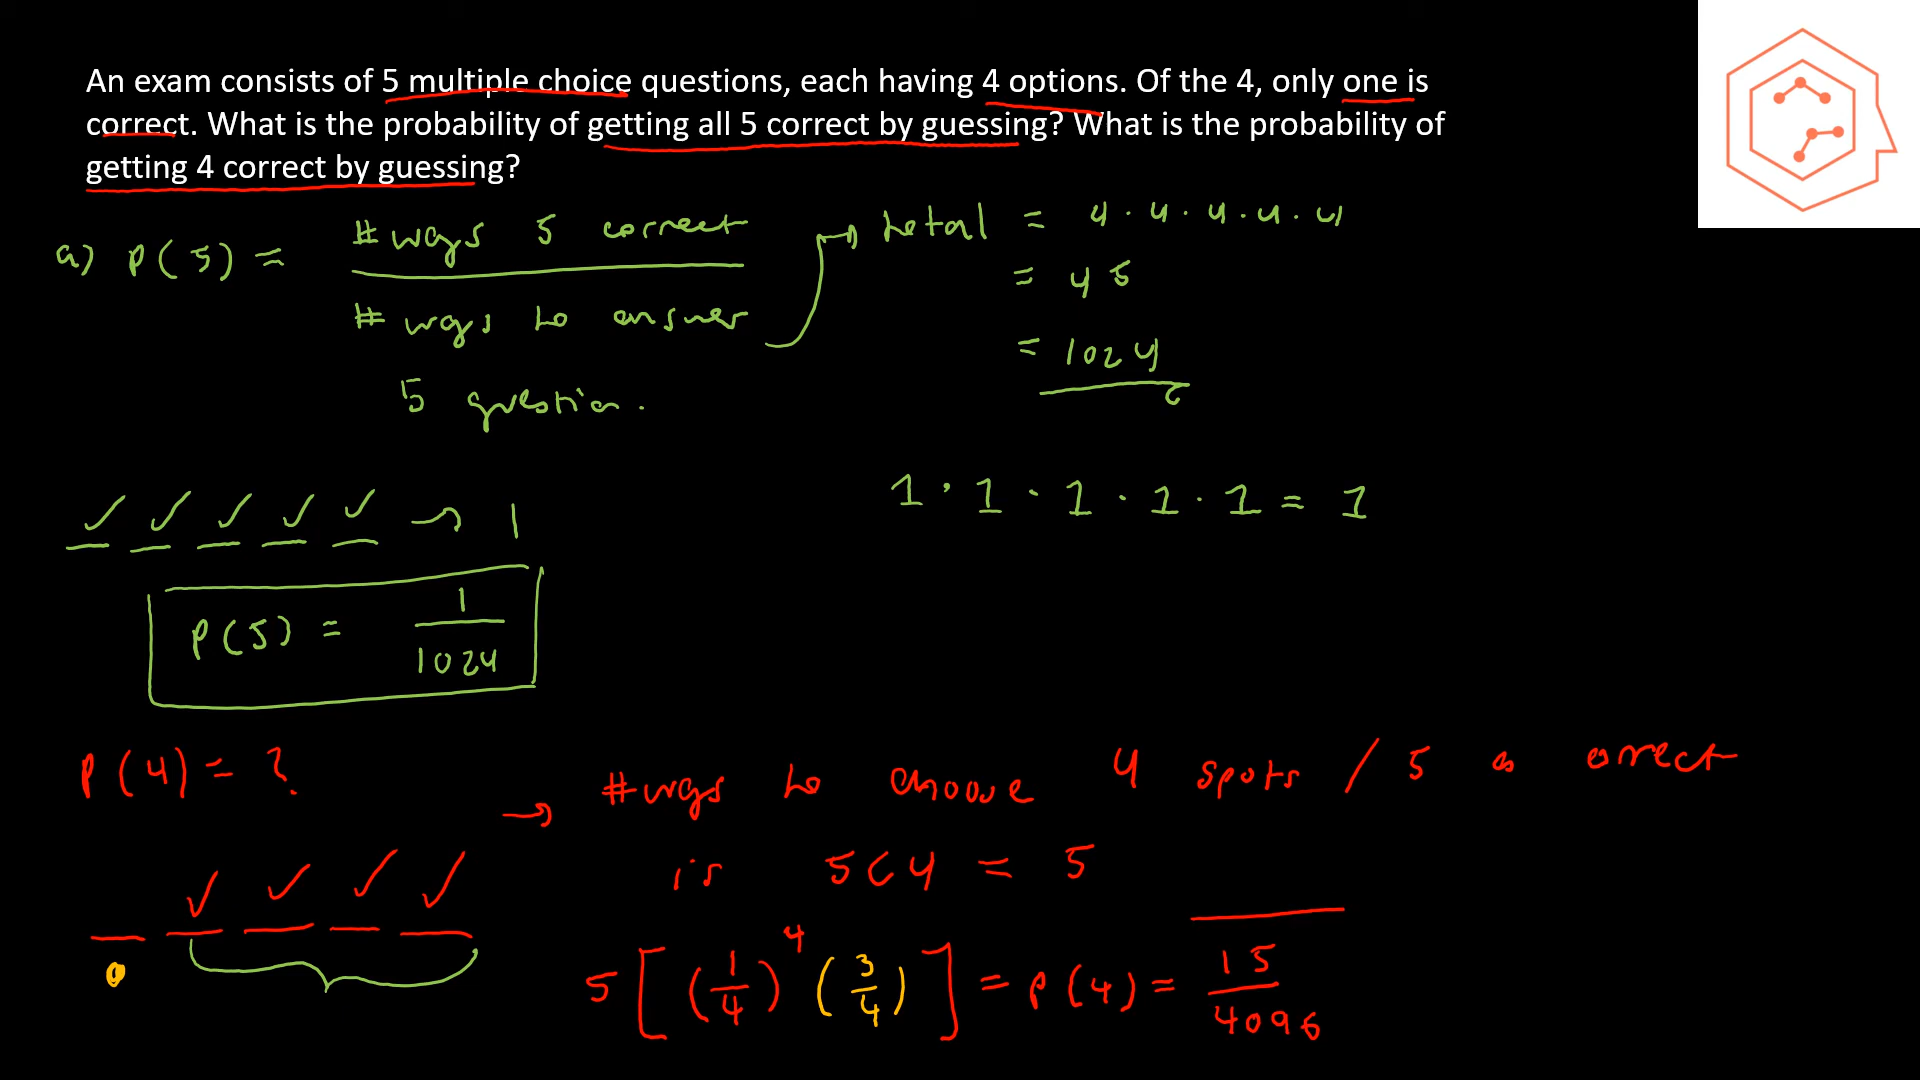 An exam consists of 5 multiple choice questions, each having 4 options. Of the 4, only one is
correct. What is the probability of getting all 5 correct by guessing? What is the probability of
getting 4 correct by guessing?
a) P(5) = # ways 5 correct / # ways to answer 5 question.
→ total = 4 · 4 · 4 · 4 · 4
= 4^5
= 1024
✓ ✓ ✓ ✓ ✓ → 1
1 · 1 · 1 · 1 · 1 = 1
P(5) = 1/1024
P(4) = ?
→ # ways to choose 4 spots / 5 correct
is 5C4 = 5
✓ ✓ ✓ ✓
5 [ (1/4)^4 (3/4) ] = P(4) = 15/4096